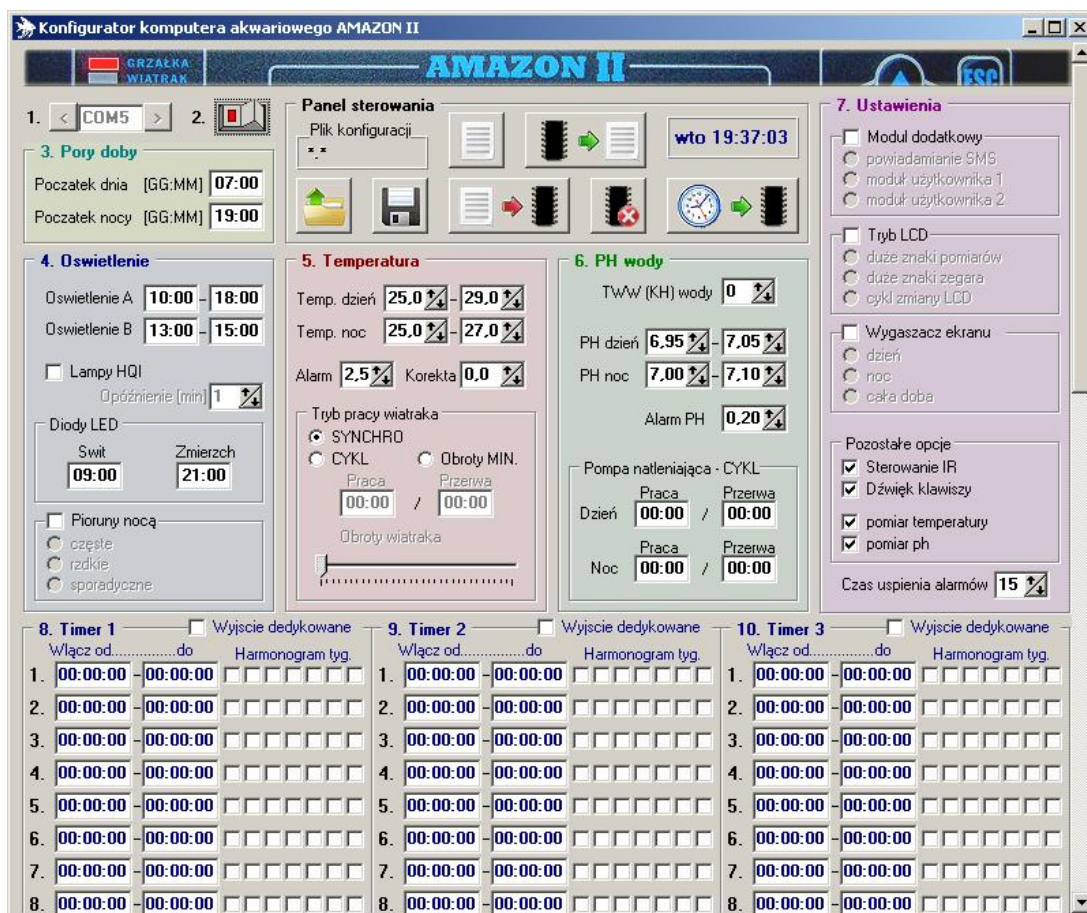 Konfigurator komputera akwariowego AMAZON II
GRZAŁKA
WIATRAK
AMAZON II
ESC
1. < COM5 > 2.
3. Pory doby
Poczatek dnia [GG:MM] 07:00
Poczatek nocy [GG:MM] 19:00
Panel sterowania
Plik konfiguracji
*.*
wto 19:37:03
4. Oswietlenie
Oswietlenie A 10:00 - 18:00
Oswietlenie B 13:00 - 15:00
Lampy HQI
Opóźnienie [min] 1
Diody LED
Swit Zmierzch
09:00 21:00
Pioruny nocą
częste
rzdkie
sporadyczne
5. Temperatura
Temp. dzień 25,0 - 29,0
Temp. noc 25,0 - 27,0
Alarm 2,5 Korekta 0,0
Tryb pracy wiatraka
SYNCHRO
CYKL Obroty MIN.
Praca Przerwa
00:00 / 00:00
Obroty wiatraka
6. PH wody
TWW (KH) wody 0
PH dzień 6,95 - 7,05
PH noc 7,00 - 7,10
Alarm PH 0,20
Pompa natleniająca - CYKL
Praca Przerwa
Dzień 00:00 / 00:00
Praca Przerwa
Noc 00:00 / 00:00
7. Ustawienia
Moduł dodatkowy
powiadamianie SMS
moduł użytkownika 1
moduł użytkownika 2
Tryb LCD
duże znaki pomiarów
duże znaki zegara
cykl zmiany LCD
Wygaszacz ekranu
dzień
noc
cała doba
Pozostałe opcje
Sterowanie IR
Dźwięk klawiszy
pomiar temperatury
pomiar ph
Czas uspienia alarmów 15
8. Timer 1 Wyjscie dedykowane
Włącz od...............do Harmonogram tyg.
1. 00:00:00 - 00:00:00
2. 00:00:00 - 00:00:00
3. 00:00:00 - 00:00:00
4. 00:00:00 - 00:00:00
5. 00:00:00 - 00:00:00
6. 00:00:00 - 00:00:00
7. 00:00:00 - 00:00:00
8. 00:00:00 - 00:00:00
9. Timer 2 Wyjscie dedykowane
Włącz od...............do Harmonogram tyg.
1. 00:00:00 - 00:00:00
2. 00:00:00 - 00:00:00
3. 00:00:00 - 00:00:00
4. 00:00:00 - 00:00:00
5. 00:00:00 - 00:00:00
6. 00:00:00 - 00:00:00
7. 00:00:00 - 00:00:00
8. 00:00:00 - 00:00:00
10. Timer 3 Wyjscie dedykowane
Włącz od...............do Harmonogram tyg.
1. 00:00:00 - 00:00:00
2. 00:00:00 - 00:00:00
3. 00:00:00 - 00:00:00
4. 00:00:00 - 00:00:00
5. 00:00:00 - 00:00:00
6. 00:00:00 - 00:00:00
7. 00:00:00 - 00:00:00
8. 00:00:00 - 00:00:00